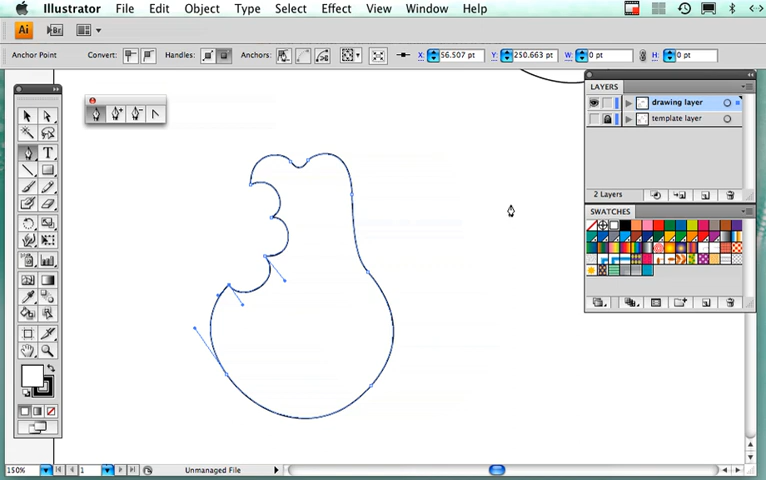 Illustrator File Edit Object Type Select Effect View Window Help
Ai Br
Anchor Point Convert: Handles: Anchors: X: 56.507 pt Y: 250.663 pt W: 0 pt H: 0 pt
LAYERS
drawing layer
template layer
2 Layers
SWATCHES
T
150% 1 Unmanaged File